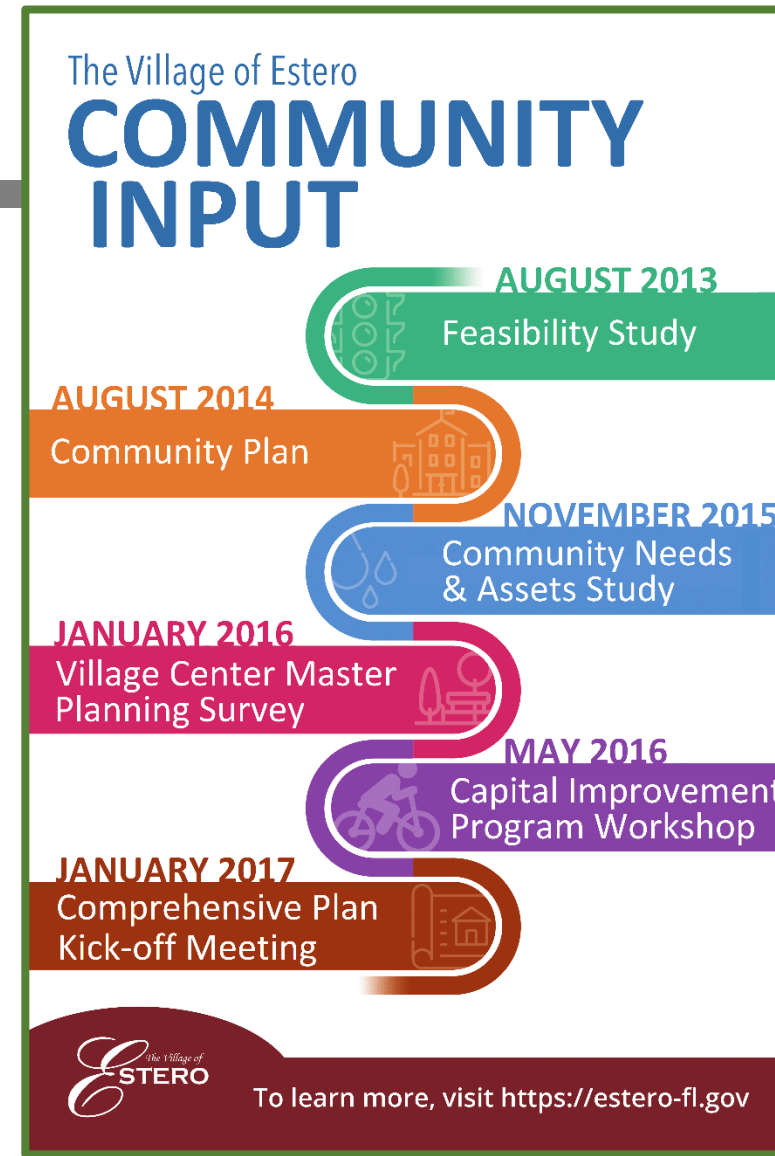 The Village of Estero
COMMUNITY
INPUT
AUGUST 2013
Feasibility Study
AUGUST 2014
Community Plan
NOVEMBER 2015
Community Needs
& Assets Study
JANUARY 2016
Village Center Master
Planning Survey
MAY 2016
Capital Improvement
Program Workshop
JANUARY 2017
Comprehensive Plan
Kick-off Meeting
The Village of
ESTERO
To learn more, visit https://estero-fl.gov